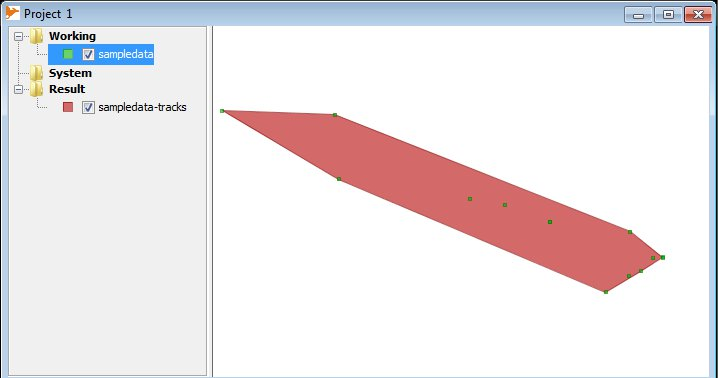 Project 1
Working
sampledata
System
Result
sampledata-tracks